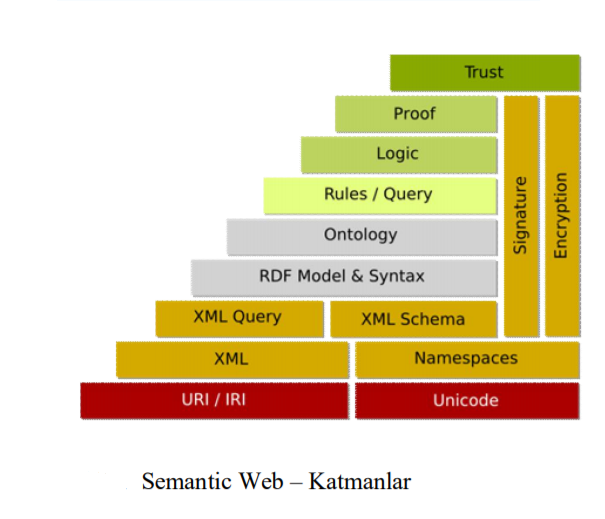 Trust
Proof
Logic
Rules / Query
Ontology
RDF Model & Syntax
XML Query
XML Schema
Signature
Encryption
XML
Namespaces
URI / IRI
Unicode
Semantic Web – Katmanlar